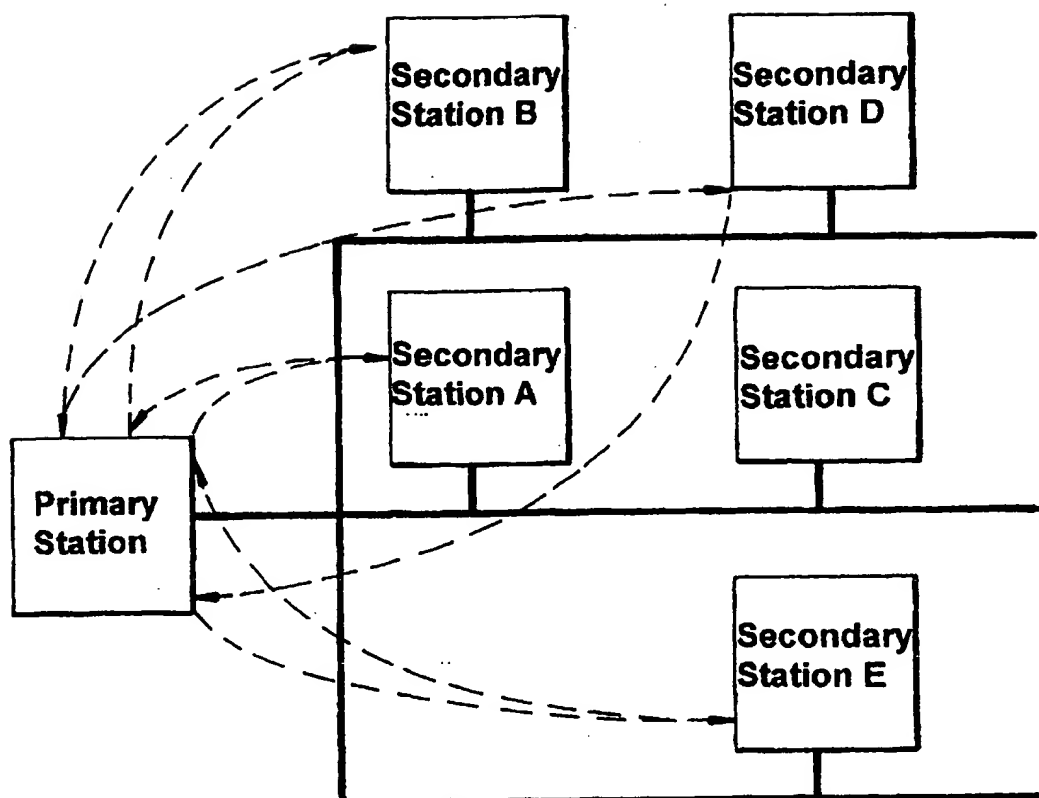 Secondary
Station B
Secondary
Station D
Secondary
Station A
Secondary
Station C
Primary
Station
Secondary
Station E